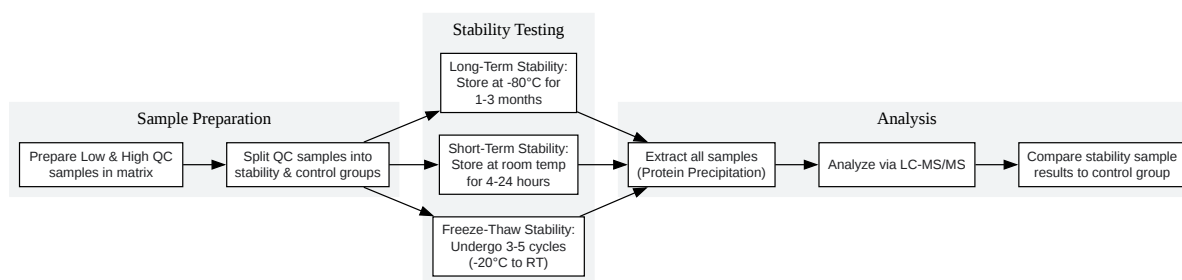 Stability Testing
Long-Term Stability:
Store at -80°C for
1-3 months
Sample Preparation
Analysis
Prepare Low & High QC
samples in matrix
Split QC samples into
stability & control groups
Short-Term Stability:
Store at room temp
for 4-24 hours
Extract all samples
(Protein Precipitation)
Analyze via LC-MS/MS
Compare stability sample
results to control group
Freeze-Thaw Stability:
Undergo 3-5 cycles
(-20°C to RT)